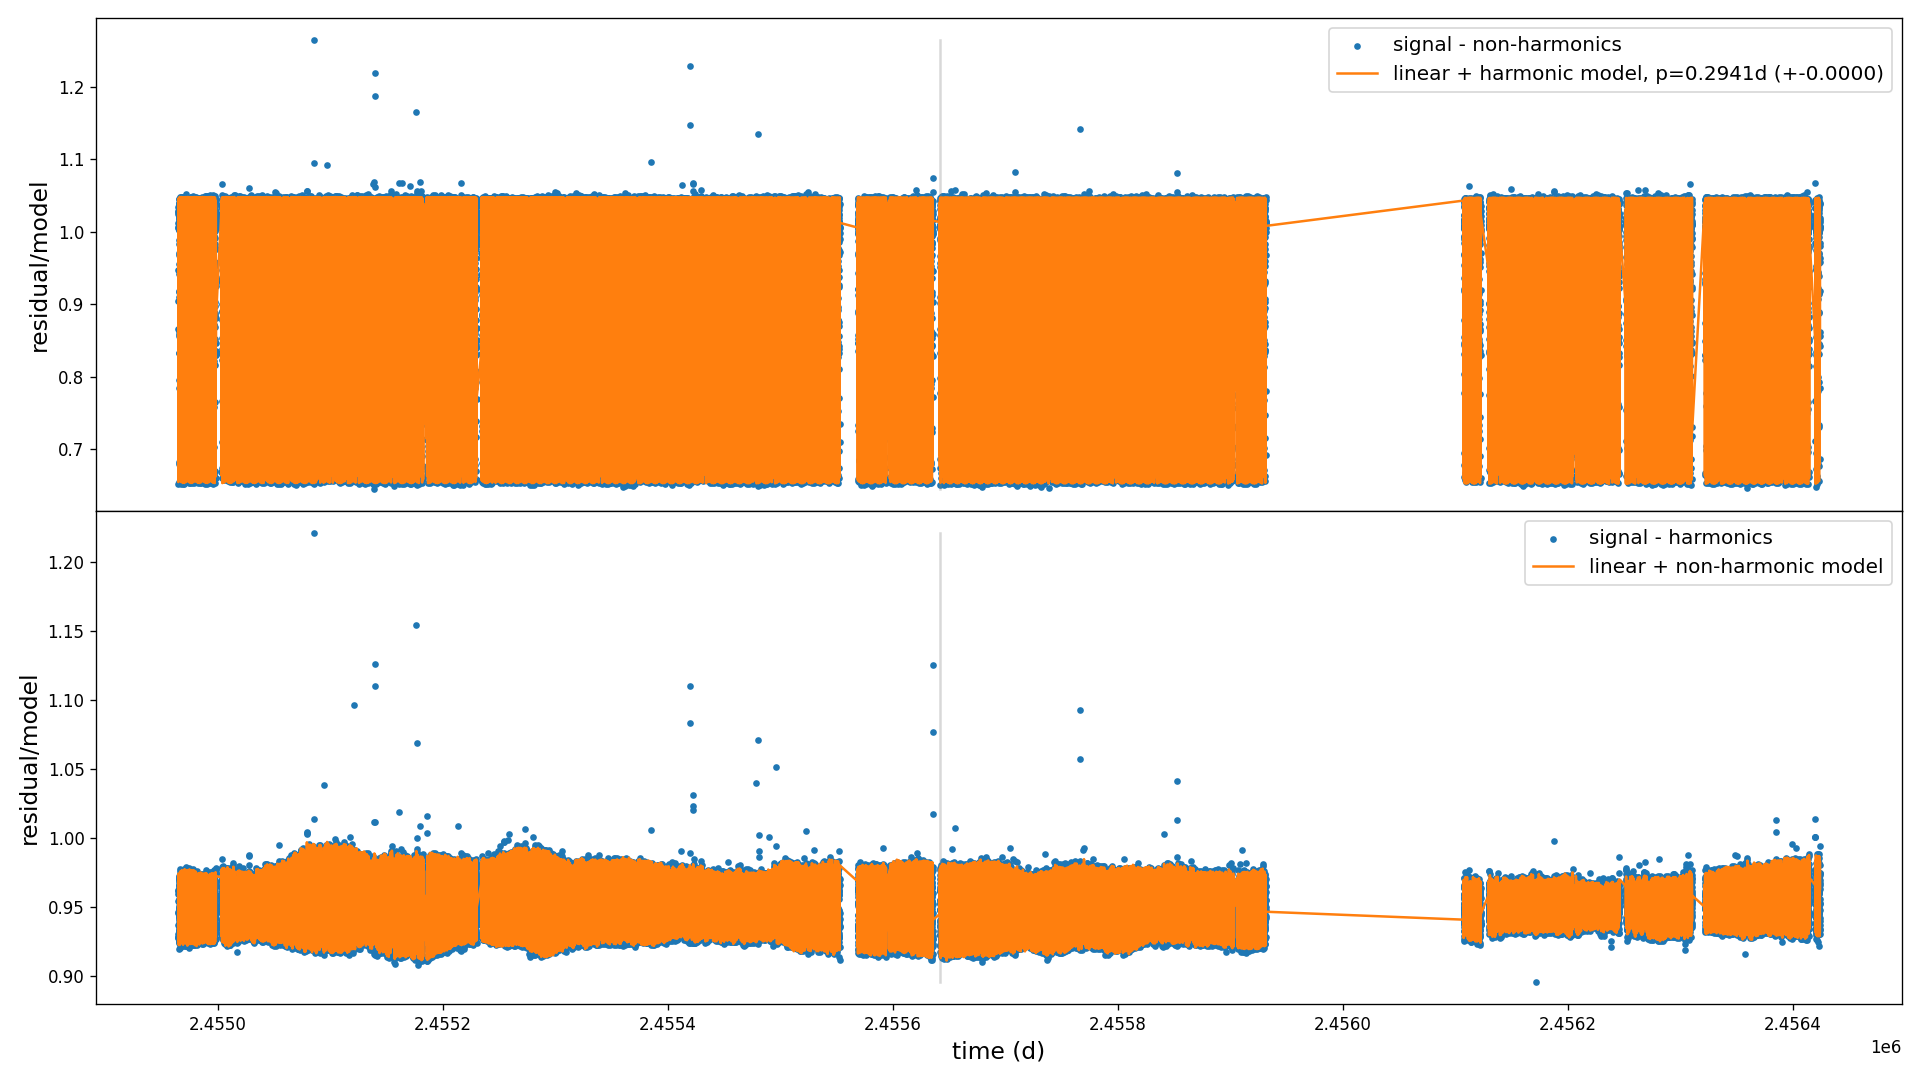 signal - non-harmonics
linear + harmonic model, p=0.2941d (+-0.0000)
1.2
1.1
1.0
0.9
0.8
0.7
residual/model
signal - harmonics
linear + non-harmonic model
1.20
1.15
1.10
1.05
1.00
0.95
0.90
residual/model
2.4550
2.4552
2.4554
2.4556
2.4558
2.4560
2.4562
2.4564
1e6
time (d)